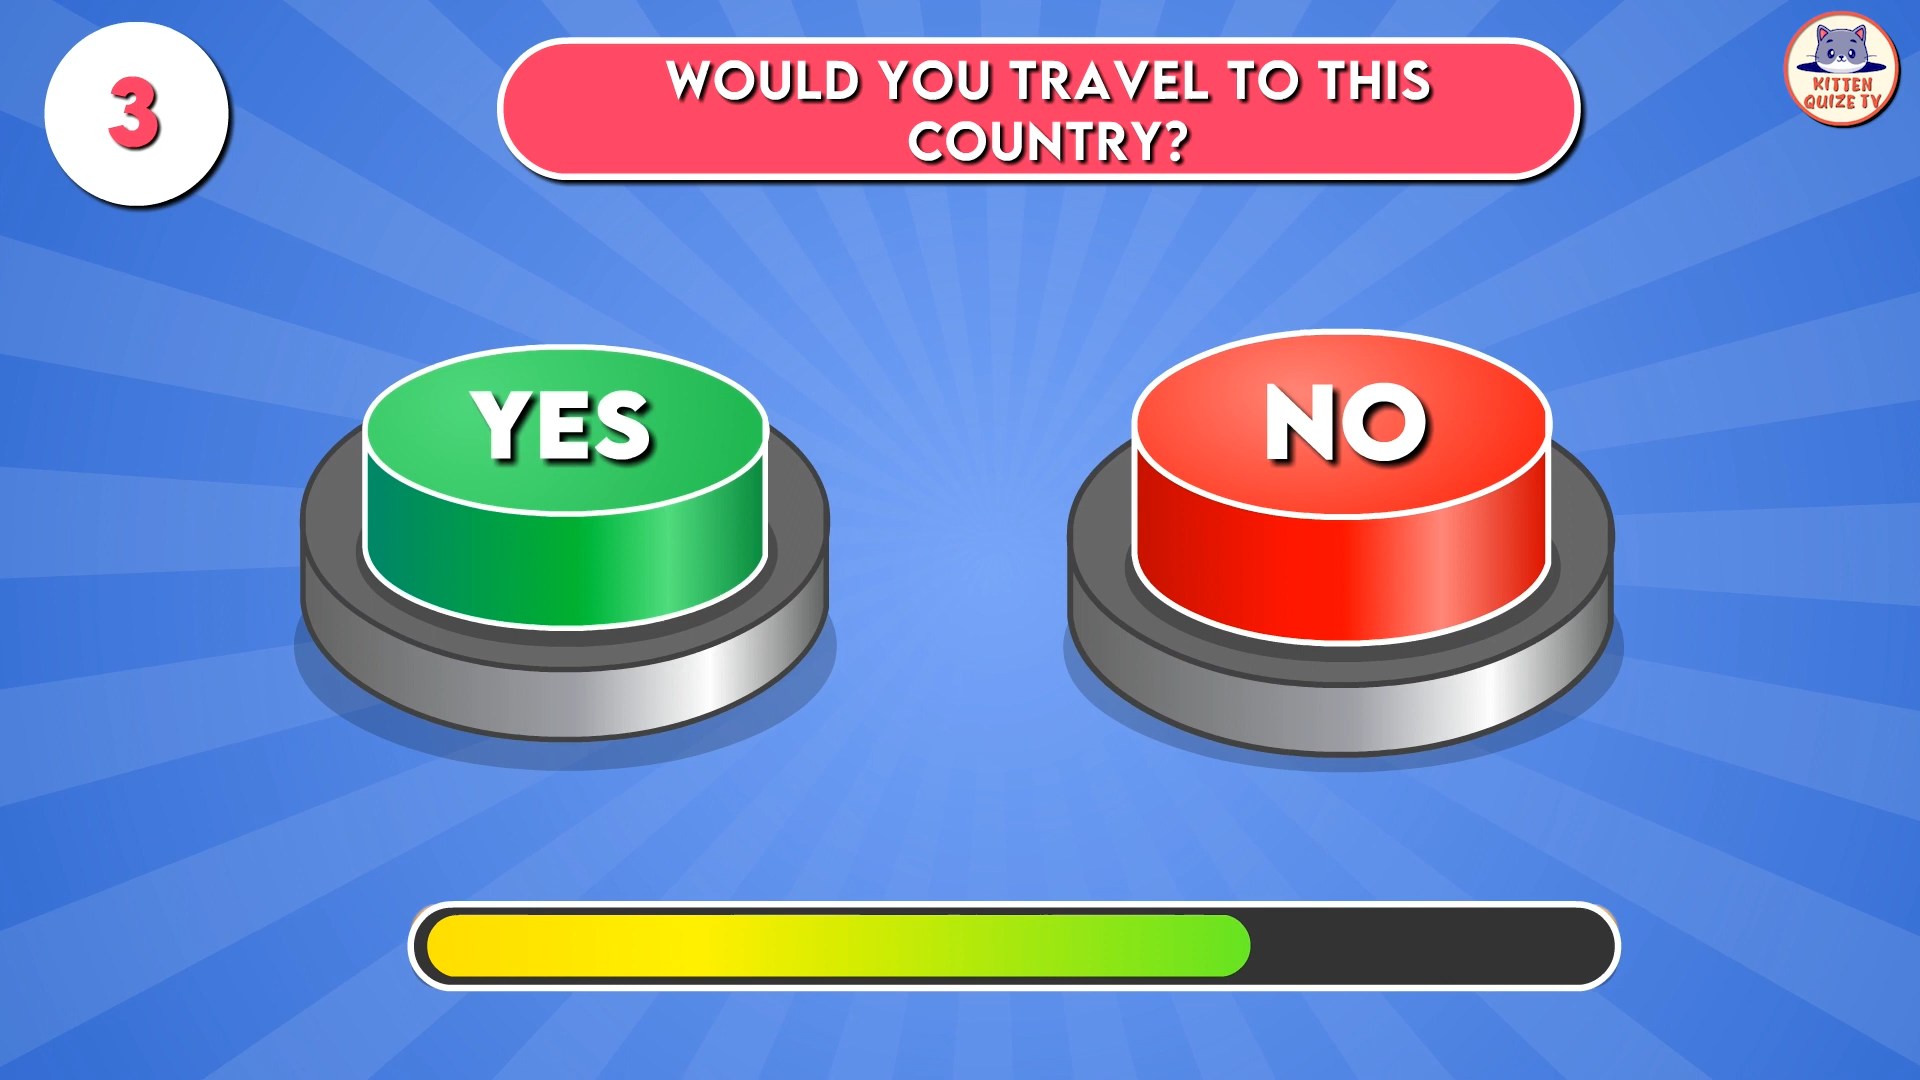 3
WOULD YOU TRAVEL TO THIS
COUNTRY?
KITTEN
QUIZE TV
YES
NO